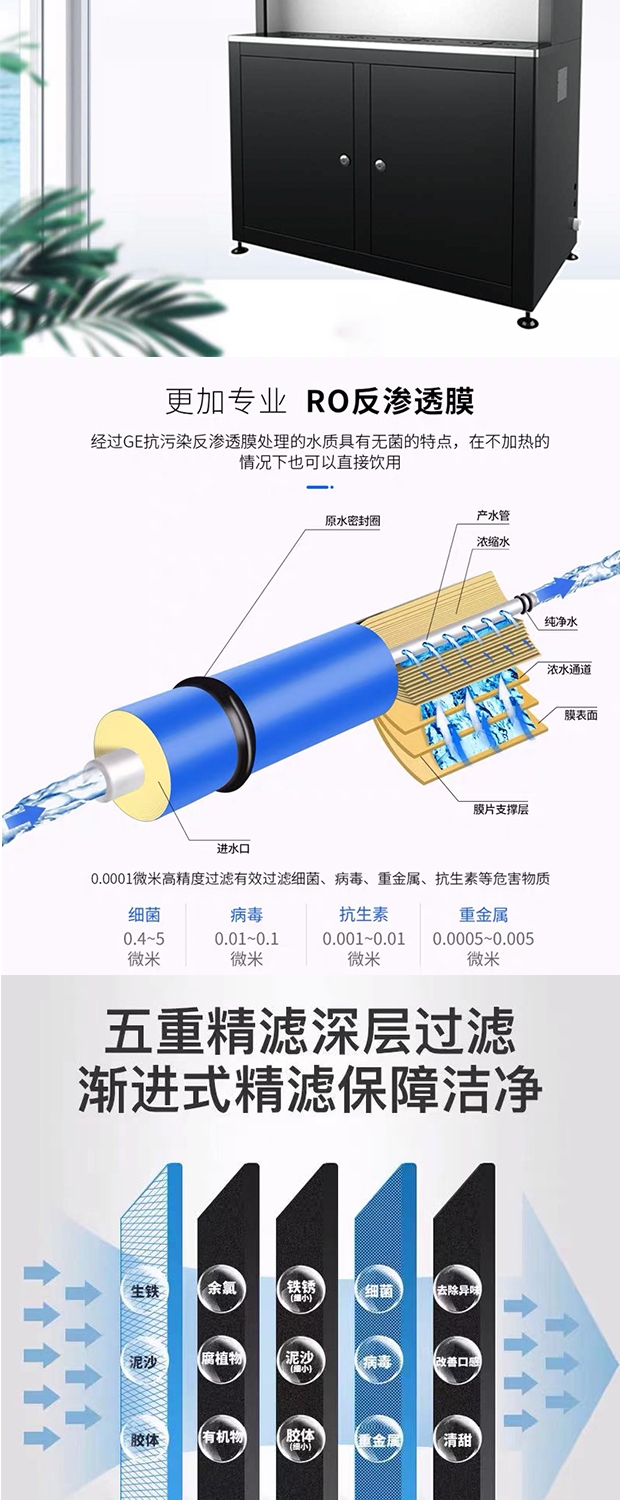 更加专业 RO反渗透膜
经过GE抗污染反渗透膜处理的水质具有无菌的特点，在不加热的
情况下也可以直接饮用
原水密封圈
产水管
浓缩水
纯净水
浓水通道
膜表面
膜片支撑层
进水口
0.0001微米高精度过滤有效过滤细菌、病毒、重金属、抗生素等危害物质
细菌 病毒 抗生素 重金属
0.4~5 0.01~0.1 0.001~0.01 0.0005~0.005
微米 微米 微米 微米
五重精滤深层过滤
渐进式精滤保障洁净
生铁 余氯 铁锈 细菌 去除异味
(细小)
泥沙 腐植物 泥沙 病毒 改善口感
(细小)
胶体 有机物 胶体 重金属 清甜
(细小)